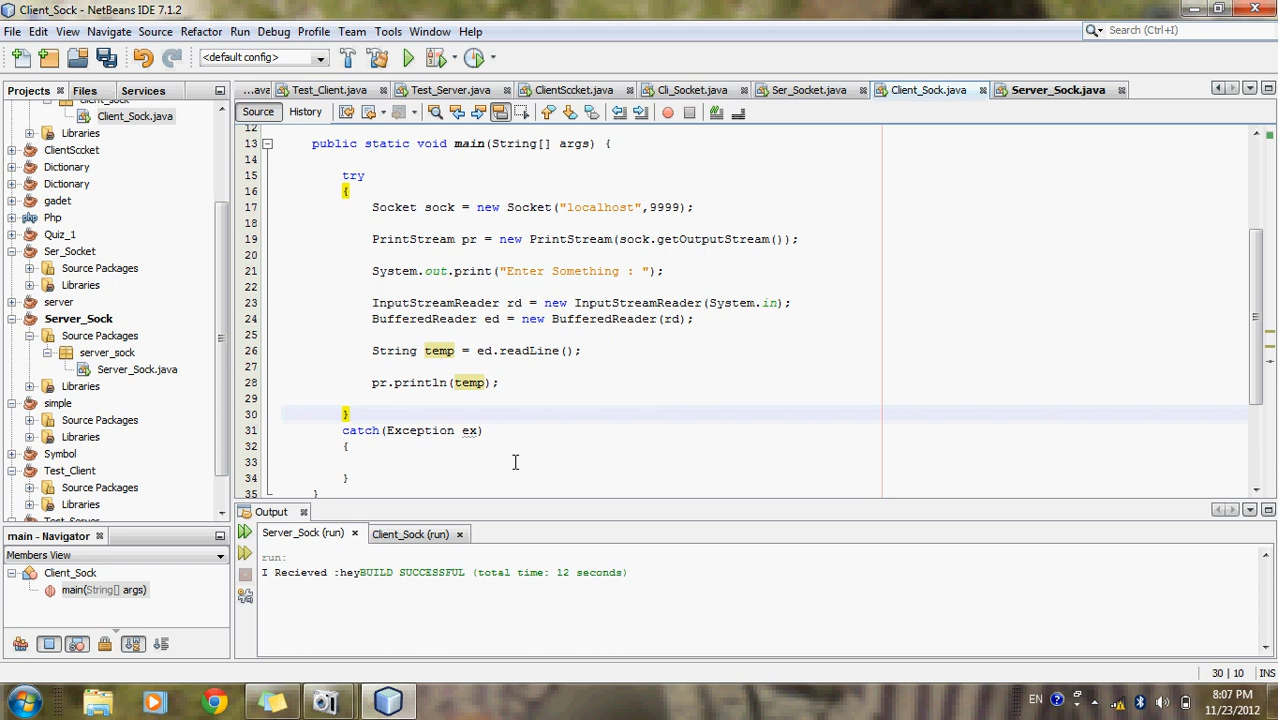 Client_Sock - NetBeans IDE 7.1.2
File Edit View Navigate Source Refactor Run Debug Profile Team Tools Window Help
Search (Ctrl+I)
<default config>
Projects Files Services
...ava Test_Client.java Test_Server.java ClientSccket.java Cli_Socket.java Ser_Socket.java Client_Sock.java Server_Sock.java
Source History
Client_Sock.java
Libraries
ClientSccket
Dictionary
Dictionary
gadet
Php
Quiz_1
Ser_Socket
Source Packages
Libraries
server
Server_Sock
Source Packages
server_sock
Server_Sock.java
Libraries
simple
Source Packages
Libraries
Symbol
Test_Client
Source Packages
Libraries
12
13 public static void main(String[] args) {
14
15 try
16 {
17 Socket sock = new Socket("localhost",9999);
18
19 PrintStream pr = new PrintStream(sock.getOutputStream());
20
21 System.out.print("Enter Something : ");
22
23 InputStreamReader rd = new InputStreamReader(System.in);
24 BufferedReader ed = new BufferedReader(rd);
25
26 String temp = ed.readLine();
27
28 pr.println(temp);
29
30 }
31 catch(Exception ex)
32 {
33
34 }
35 }
main - Navigator
Members View
Client_Sock
main(String[] args)
Output
Server_Sock (run) Client_Sock (run)
run:
I Recieved :heyBUILD SUCCESSFUL (total time: 12 seconds)
30 | 10 INS
EN
8:07 PM
11/23/2012